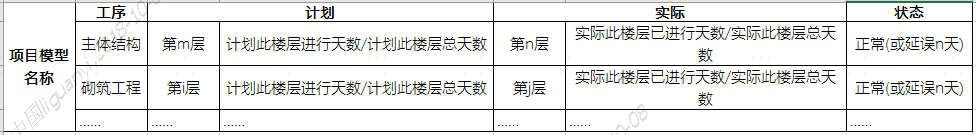 工序 计划 实际 状态
项目模型名称
主体结构 第m层 计划此楼层进行天数/计划此楼层总天数 第n层 实际此楼层已进行天数/实际此楼层总天数 正常(或延误n天)
砌筑工程 第i层 计划此楼层进行天数/计划此楼层总天数 第j层 实际此楼层已进行天数/实际此楼层总天数 正常(或延误n天)
...... ...... ...... ...... ...... ......